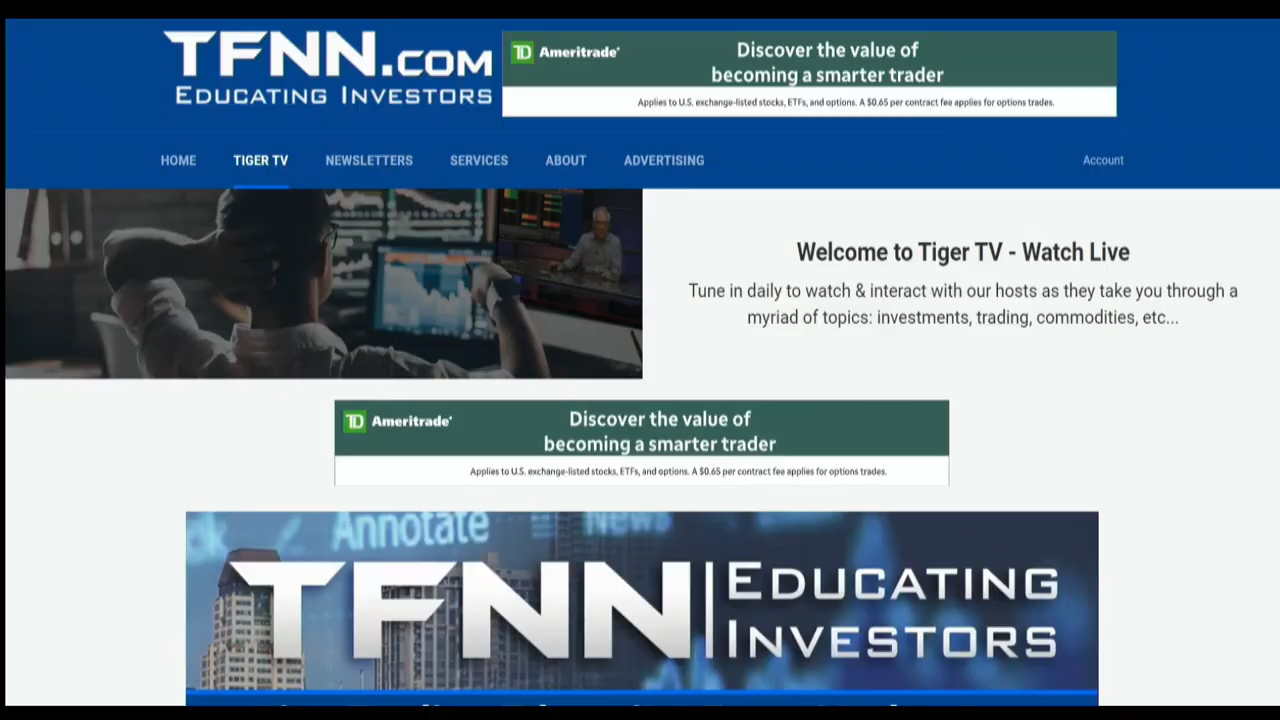 TFNN.COM
EDUCATING INVESTORS
TD Ameritrade®
Discover the value of
becoming a smarter trader
Applies to U.S. exchange-listed stocks, ETFs, and options. A $0.65 per contract fee applies for options trades.
HOME TIGER TV NEWSLETTERS SERVICES ABOUT ADVERTISING Account
Welcome to Tiger TV - Watch Live
Tune in daily to watch & interact with our hosts as they take you through a
myriad of topics: investments, trading, commodities, etc...
TD Ameritrade®
Discover the value of
becoming a smarter trader
Applies to U.S. exchange-listed stocks, ETFs, and options. A $0.65 per contract fee applies for options trades.
Annotate News
TFNN EDUCATING
INVESTORS